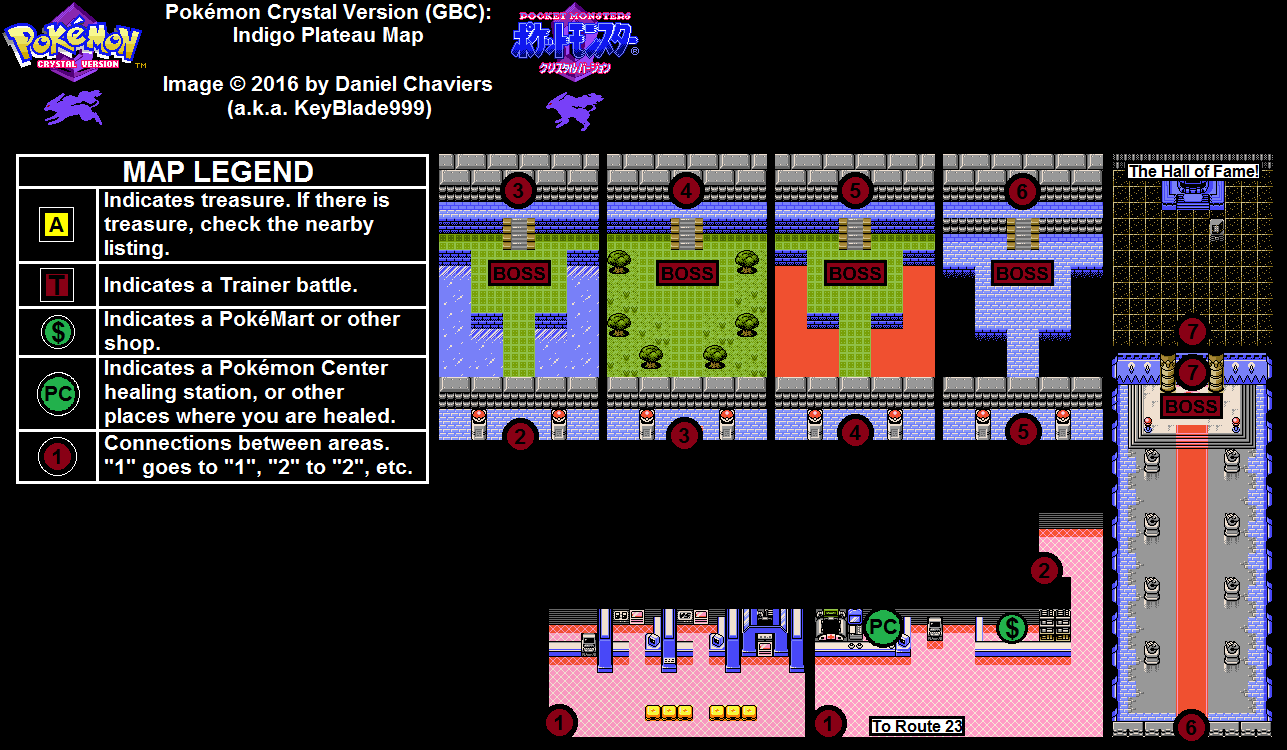 POKéMON
CRYSTAL VERSION
TM
Pokémon Crystal Version (GBC):
Indigo Plateau Map
Image © 2016 by Daniel Chaviers
(a.k.a. KeyBlade999)
POCKET MONSTERS
ポケットモンスター
®
クリスタルバージョン
MAP LEGEND
A
Indicates treasure. If there is
treasure, check the nearby
listing.
T
Indicates a Trainer battle.
$
Indicates a PokéMart or other
shop.
PC
Indicates a Pokémon Center
healing station, or other
places where you are healed.
1
Connections between areas.
"1" goes to "1", "2" to "2", etc.
3
BOSS
2
4
BOSS
3
5
BOSS
4
6
BOSS
5
The Hall of Fame!
7
7
BOSS
6
2
1
PC
$
1
To Route 23